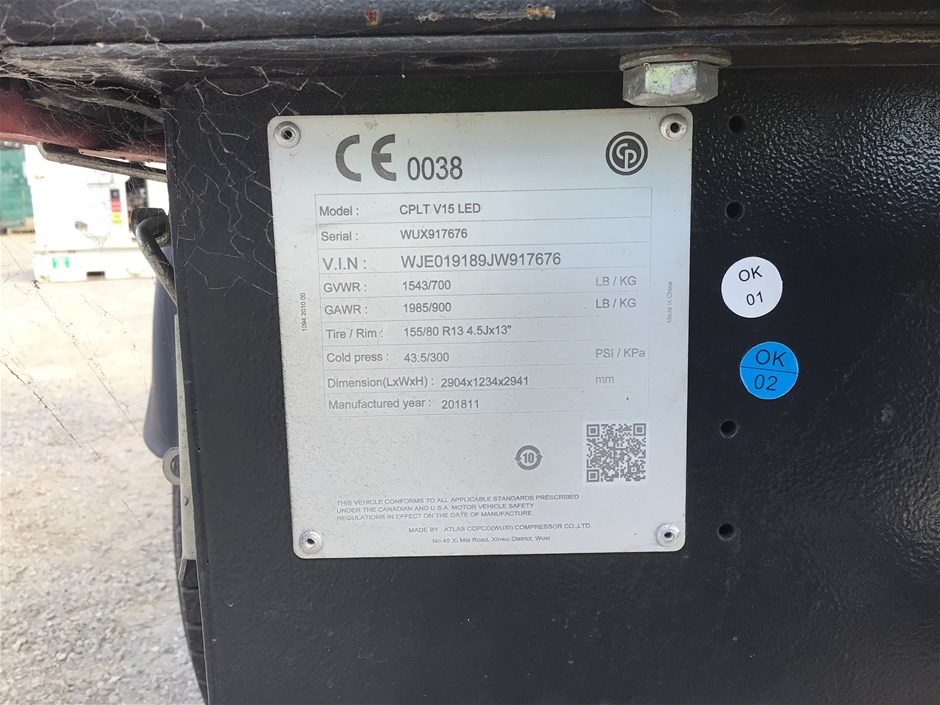 CE 0038
CP
Model : CPLT V15 LED
Serial : WUX917676
V.I.N : WJE019189JW917676
GVWR : 1543/700 LB / KG
GAWR : 1985/900 LB / KG
Tire / Rim : 155/80 R13 4.5Jx13"
Cold press : 43.5/300 PSI / KPa
Dimension(LxWxH) : 2904x1234x2941 mm
Manufactured year : 201811
1094 2010 00
Made in China
10
THIS VEHICLE CONFORMS TO ALL APPLICABLE STANDARDS PRESCRIBED
UNDER THE CANADIAN AND U.S.A. MOTOR VEHICLE SAFETY
REGULATIONS IN EFFECT ON THE DATE OF MANUFACTURE
MADE BY : ATLAS COPCO(WUXI) COMPRESSOR CO.,LTD.
No.45 Xi Mei Road, Xinwu District, Wuxi
OK
01
OK
02